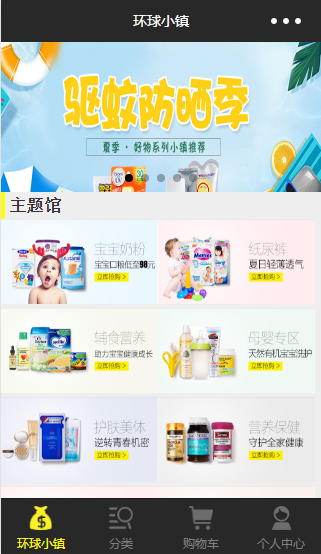 环球小镇
驱蚊防晒季
夏季 · 好物系列小镇推荐
主题馆
宝宝奶粉
宝宝口粮低至98元
立即抢购 >
纸尿裤
夏日轻薄透气
立即抢购 >
辅食营养
助力宝宝健康成长
立即抢购 >
母婴专区
天然有机宝宝洗护
立即抢购 >
护肤美体
逆转青春机密
立即抢购 >
营养保健
守护全家健康
立即抢购 >
环球小镇
分类
购物车
个人中心